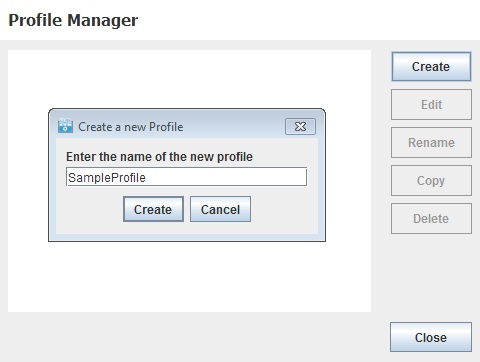 Profile Manager
Create
Edit
Rename
Copy
Delete
Close
Create a new Profile
Enter the name of the new profile
SampleProfile
Create
Cancel